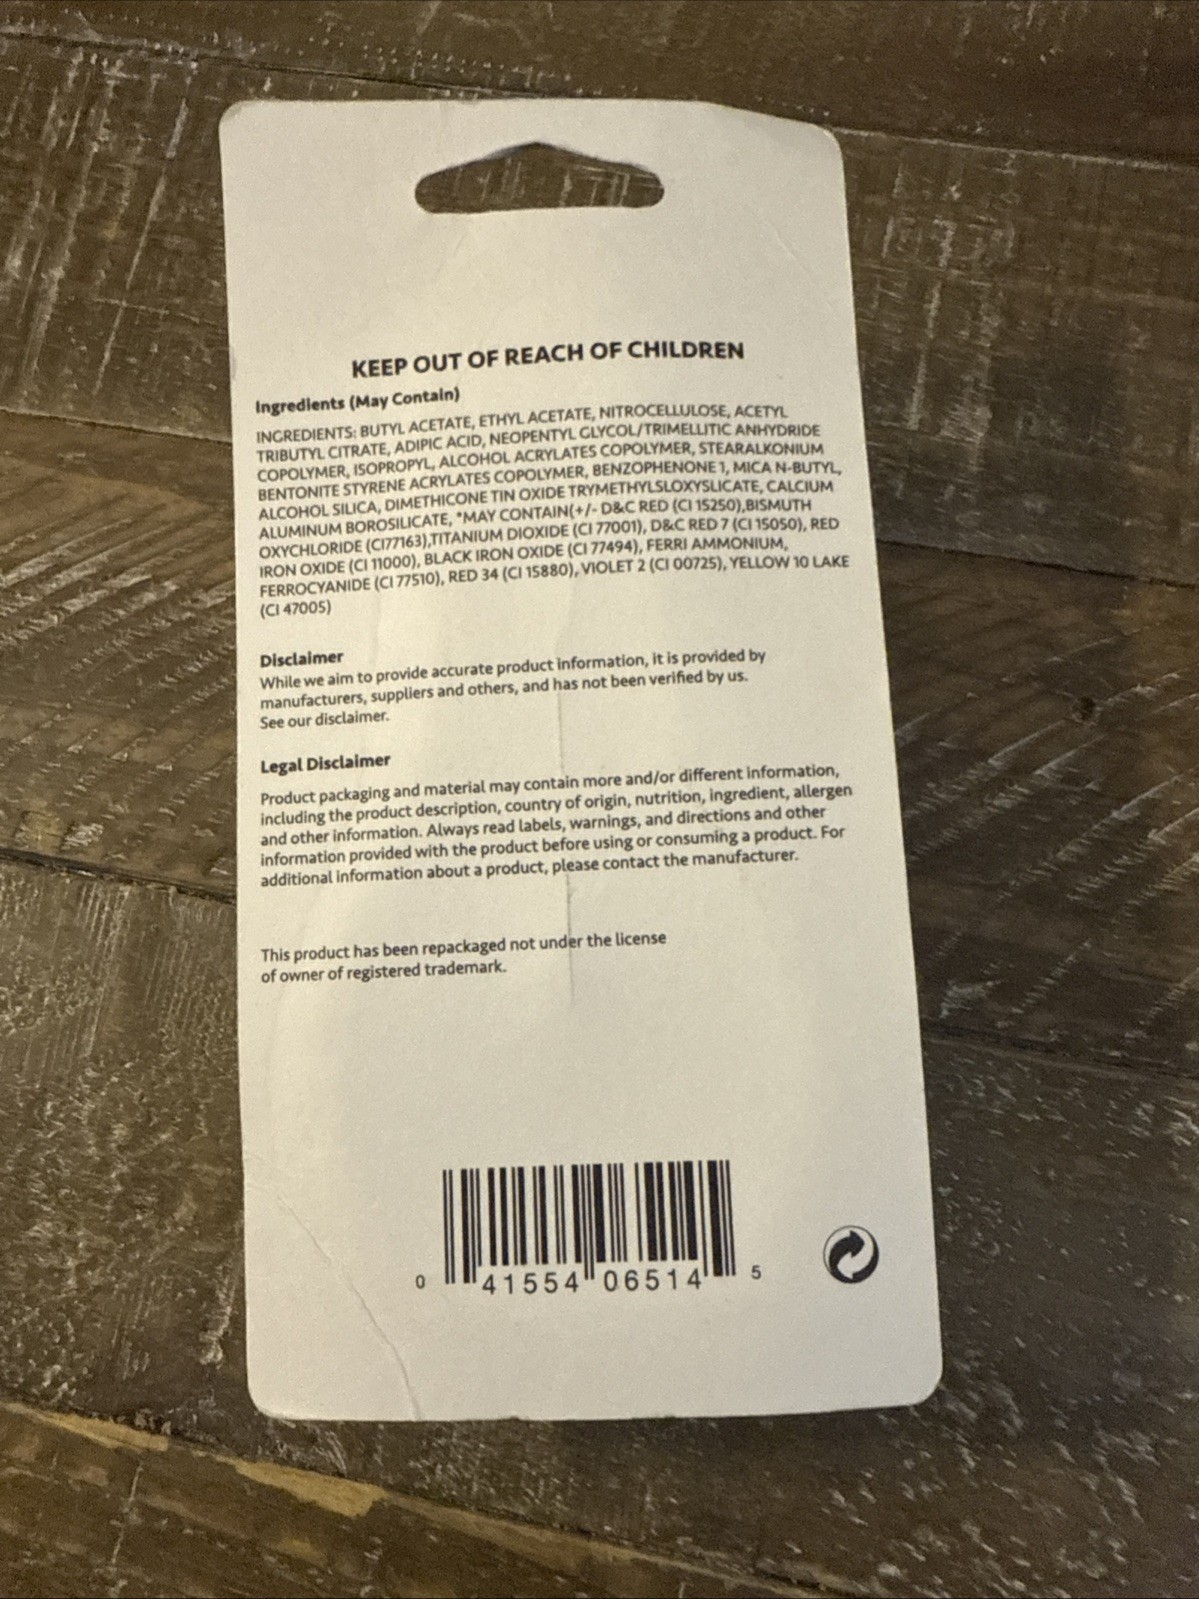 KEEP OUT OF REACH OF CHILDREN
Ingredients (May Contain)
INGREDIENTS: BUTYL ACETATE, ETHYL ACETATE, NITROCELLULOSE, ACETYL
TRIBUTYL CITRATE, ADIPIC ACID, NEOPENTYL GLYCOL/TRIMELLITIC ANHYDRIDE
COPOLYMER, ISOPROPYL, ALCOHOL ACRYLATES COPOLYMER, STEARALKONIUM
BENTONITE STYRENE ACRYLATES COPOLYMER, BENZOPHENONE 1, MICA N-BUTYL,
ALCOHOL SILICA, DIMETHICONE TIN OXIDE TRYMETHYLSLOXYSLICATE, CALCIUM
ALUMINUM BOROSILICATE, *MAY CONTAIN(+/- D&C RED (CI 15250),BISMUTH
OXYCHLORIDE (CI77163),TITANIUM DIOXIDE (CI 77001), D&C RED 7 (CI 15050), RED
IRON OXIDE (CI 11000), BLACK IRON OXIDE (CI 77494), FERRI AMMONIUM,
FERROCYANIDE (CI 77510), RED 34 (CI 15880), VIOLET 2 (CI 00725), YELLOW 10 LAKE
(CI 47005)
Disclaimer
While we aim to provide accurate product information, it is provided by
manufacturers, suppliers and others, and has not been verified by us.
See our disclaimer.
Legal Disclaimer
Product packaging and material may contain more and/or different information,
including the product description, country of origin, nutrition, ingredient, allergen
and other information. Always read labels, warnings, and directions and other
information provided with the product before using or consuming a product. For
additional information about a product, please contact the manufacturer.
This product has been repackaged not under the license
of owner of registered trademark.
0 41554 06514 5